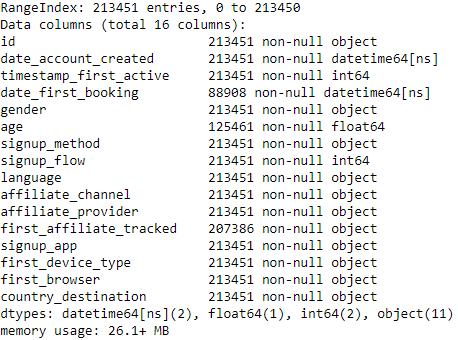 RangeIndex: 213451 entries, 0 to 213450
Data columns (total 16 columns):
id                         213451 non-null object
date_account_created       213451 non-null datetime64[ns]
timestamp_first_active     213451 non-null int64
date_first_booking         88908 non-null datetime64[ns]
gender                     213451 non-null object
age                        125461 non-null float64
signup_method              213451 non-null object
signup_flow                213451 non-null int64
language                   213451 non-null object
affiliate_channel          213451 non-null object
affiliate_provider         213451 non-null object
first_affiliate_tracked    207386 non-null object
signup_app                 213451 non-null object
first_device_type          213451 non-null object
first_browser              213451 non-null object
country_destination        213451 non-null object
dtypes: datetime64[ns](2), float64(1), int64(2), object(11)
memory usage: 26.1+ MB